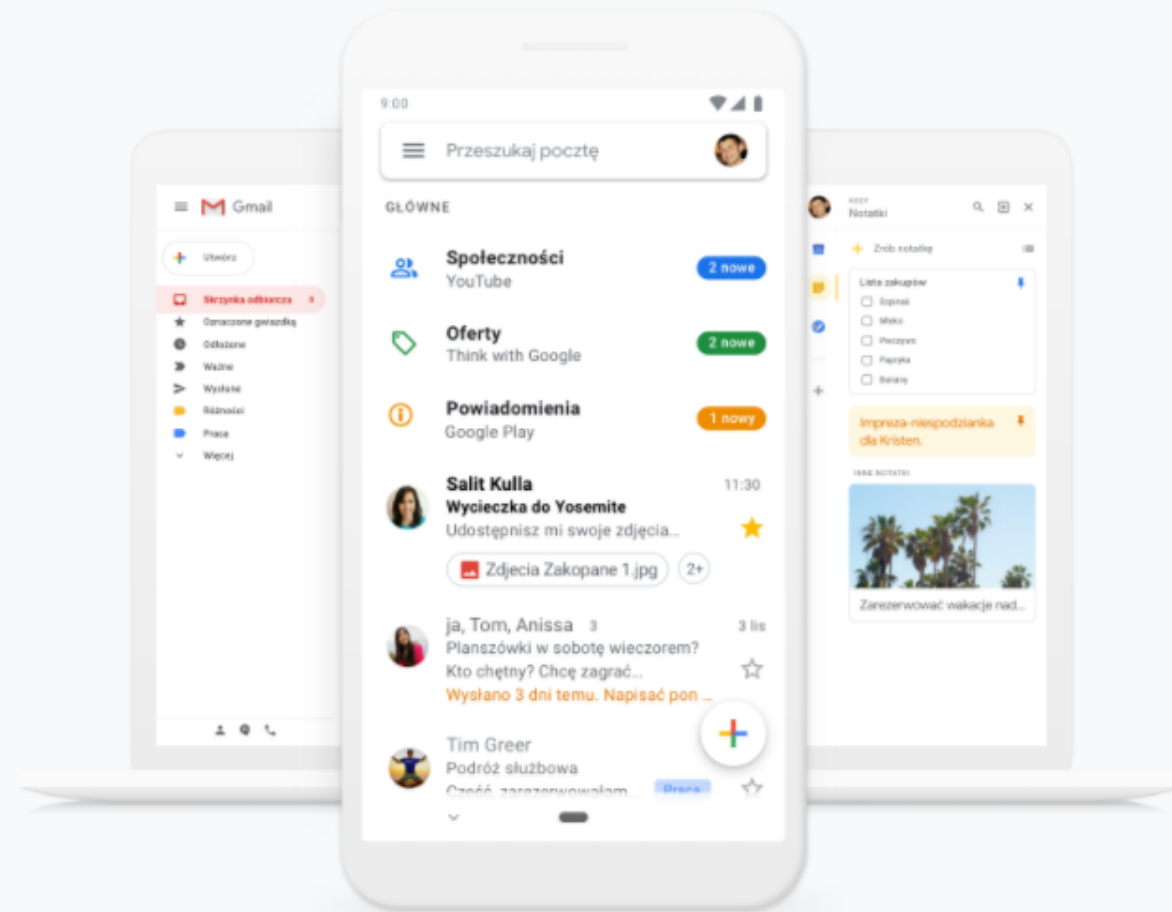 Gmail
Utwórz
Skrzynka odbiorcza
Oznaczone gwiazdką
Odłożone
Ważne
Wysłane
Różności
Praca
Więcej
9:00
Przeszukaj pocztę
GŁÓWNE
Społeczności
2 nowe
YouTube
Oferty
2 nowe
Think with Google
Powiadomienia
1 nowy
Google Play
Salit Kulla 11:30
Wycieczka do Yosemite
Udostępnisz mi swoje zdjęcia...
Zdjecia Zakopane 1.jpg 2+
ja, Tom, Anissa 3 3 lis
Planszówki w sobotę wieczorem?
Kto chętny? Chcę zagrać...
Wysłano 3 dni temu. Napisać pon ...
Tim Greer
Podróż służbowa
Cześć, zarezerwowałam... Praca
KEEP
Notatki
Zrób notatkę
Lista zakupów
Szpinak
Mleko
Pieczywo
Papryka
Banany
Impreza-niespodzianka
dla Kristen.
INNE NOTATKI
Zarezerwować wakacje nad...